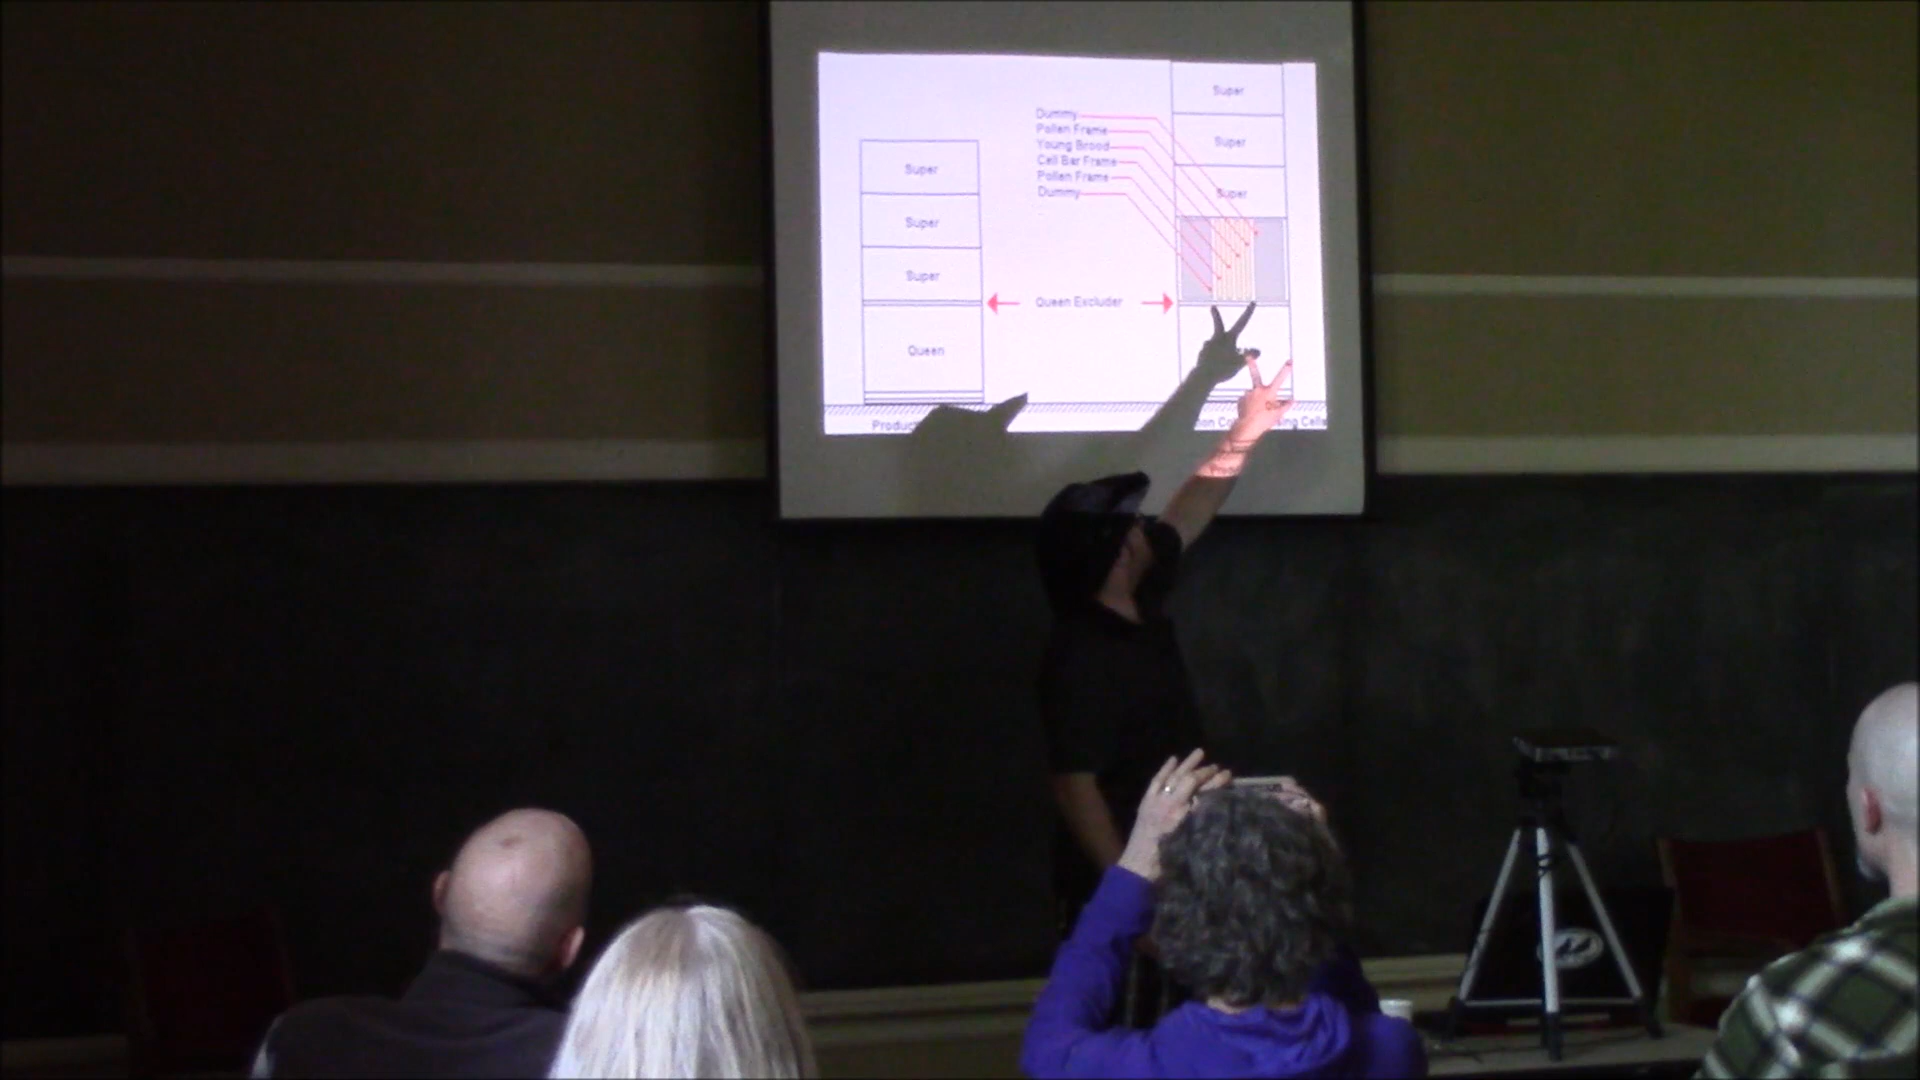 Super
Super
Super
Queen
Dummy
Pollen Frame
Young Brood
Cell Bar Frame
Pollen Frame
Dummy
Queen Excluder
Super
Super
Super